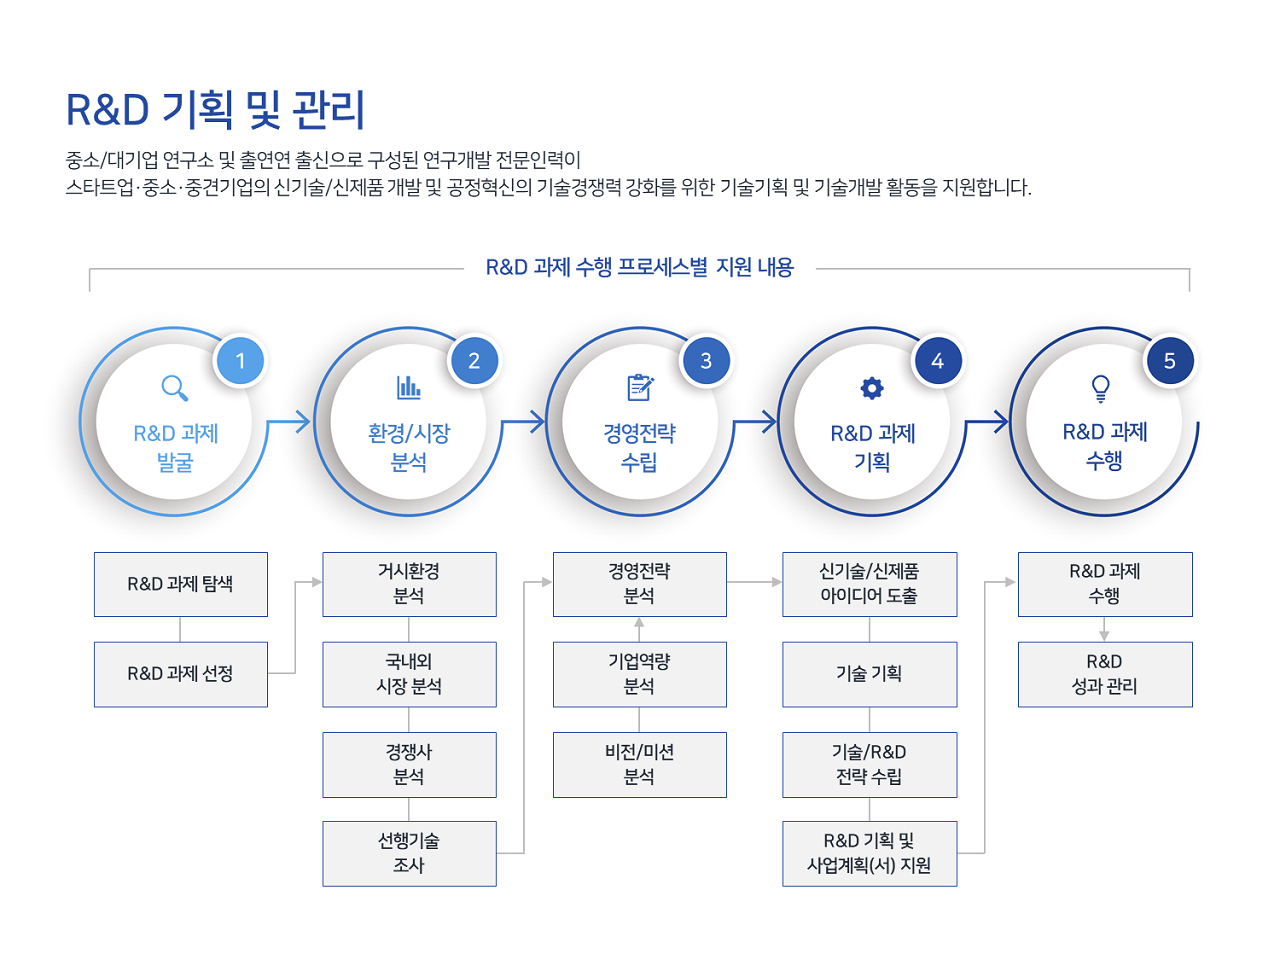 R&D 기획 및 관리
중소/대기업 연구소 및 출연연 출신으로 구성된 연구개발 전문인력이
스타트업·중소·중견기업의 신기술/신제품 개발 및 공정혁신의 기술경쟁력 강화를 위한 기술기획 및 기술개발 활동을 지원합니다.
R&D 과제 수행 프로세스별 지원 내용
1
R&D 과제
발굴
2
환경/시장
분석
3
경영전략
수립
4
R&D 과제
기획
5
R&D 과제
수행
R&D 과제 탐색
R&D 과제 선정
거시환경
분석
국내외
시장 분석
경쟁사
분석
선행기술
조사
경영전략
분석
기업역량
분석
비전/미션
분석
신기술/신제품
아이디어 도출
기술 기획
기술/R&D
전략 수립
R&D 기획 및
사업계획(서) 지원
R&D 과제
수행
R&D
성과 관리